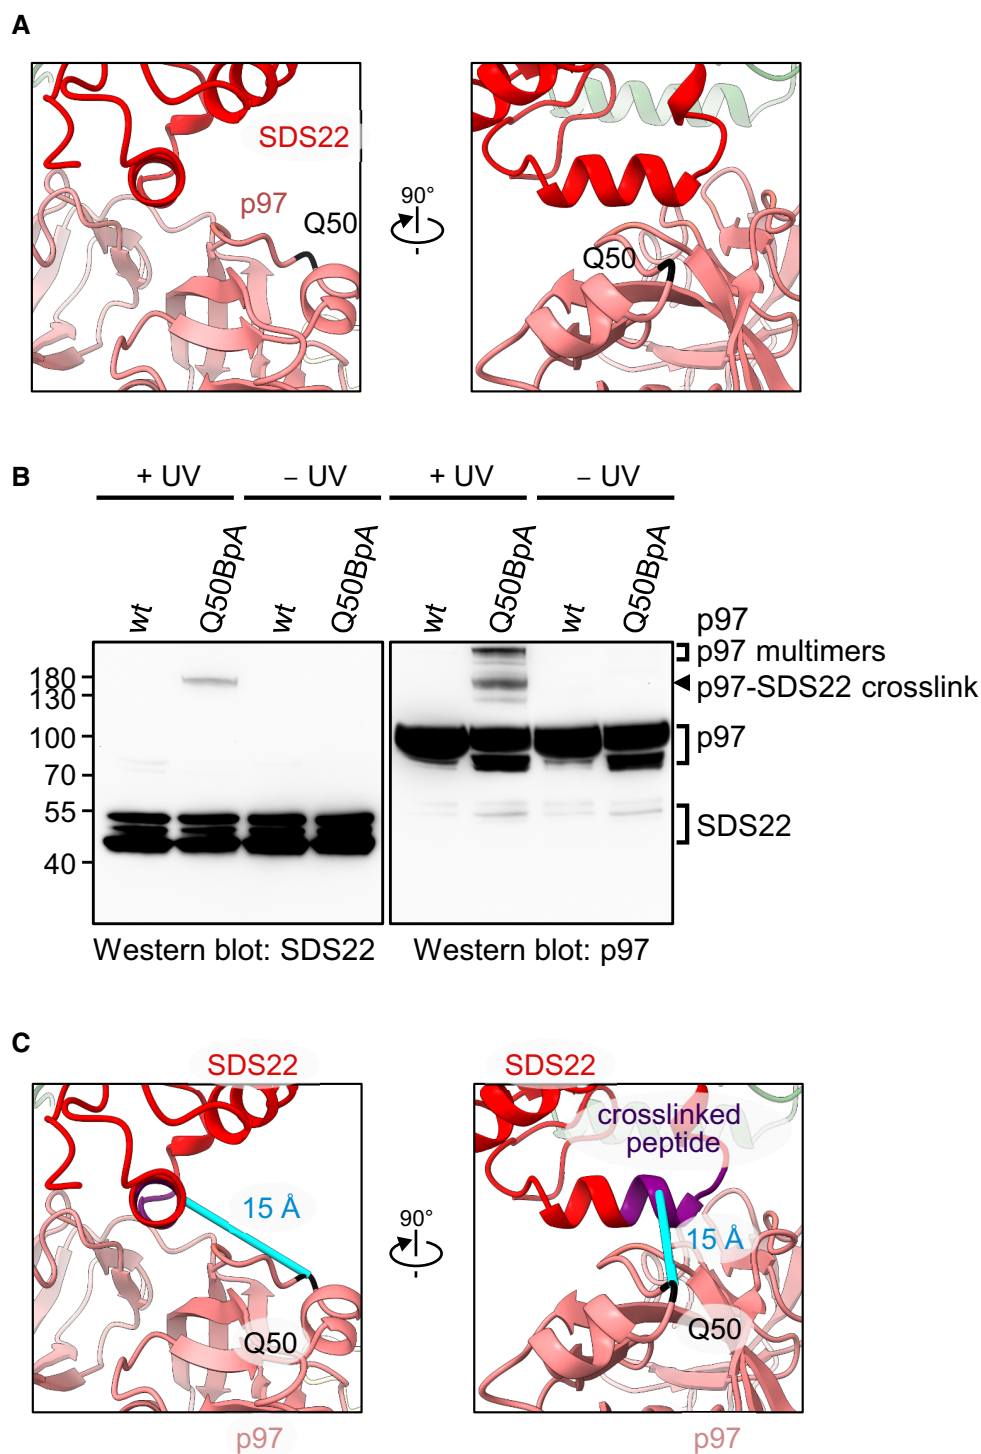 A
SDS22
p97
Q50
90°
Q50
B
+ UV
– UV
+ UV
– UV
wt
Q50BpA
wt
Q50BpA
wt
Q50BpA
wt
Q50BpA
p97
180
130
100
70
55
40
p97 multimers
p97-SDS22 crosslink
p97
SDS22
Western blot: SDS22
Western blot: p97
C
SDS22
15 Å
Q50
p97
90°
SDS22
crosslinked
peptide
15 Å
Q50
p97